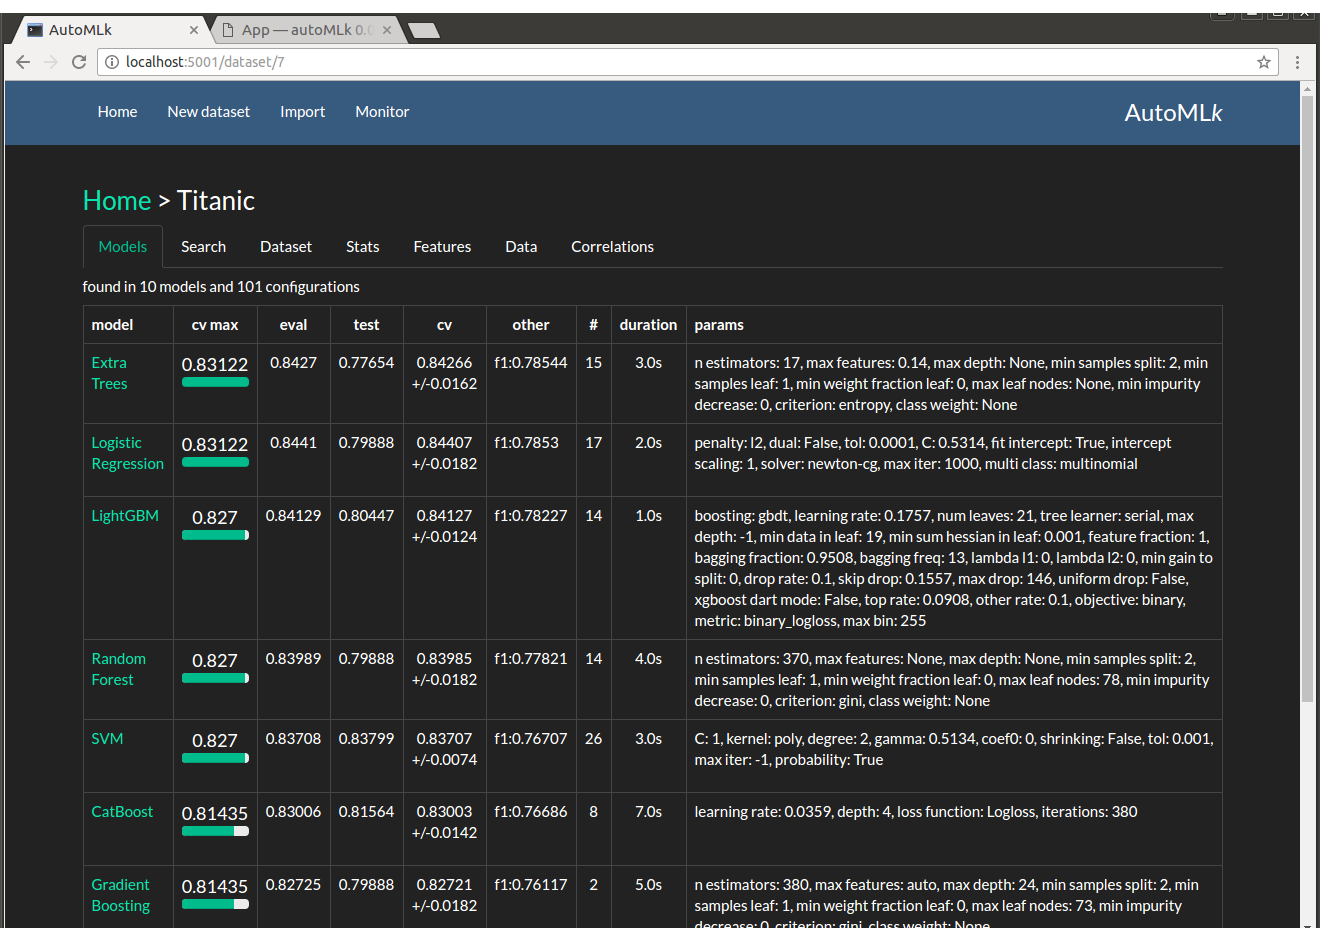 AutoMLk
App — autoMLk 0.0
localhost:5001/dataset/7
Home New dataset Import Monitor AutoMLk
Home > Titanic
Models Search Dataset Stats Features Data Correlations
found in 10 models and 101 configurations
model cv max eval test cv other # duration params
Extra Trees 0.83122 0.8427 0.77654 0.84266 +/-0.0162 f1:0.78544 15 3.0s n estimators: 17, max features: 0.14, max depth: None, min samples split: 2, min
samples leaf: 1, min weight fraction leaf: 0, max leaf nodes: None, min impurity
decrease: 0, criterion: entropy, class weight: None
Logistic Regression 0.83122 0.8441 0.79888 0.84407 +/-0.0182 f1:0.7853 17 2.0s penalty: l2, dual: False, tol: 0.0001, C: 0.5314, fit intercept: True, intercept
scaling: 1, solver: newton-cg, max iter: 1000, multi class: multinomial
LightGBM 0.827 0.84129 0.80447 0.84127 +/-0.0124 f1:0.78227 14 1.0s boosting: gbdt, learning rate: 0.1757, num leaves: 21, tree learner: serial, max
depth: -1, min data in leaf: 19, min sum hessian in leaf: 0.001, feature fraction: 1,
bagging fraction: 0.9508, bagging freq: 13, lambda l1: 0, lambda l2: 0, min gain to
split: 0, drop rate: 0.1, skip drop: 0.1557, max drop: 146, uniform drop: False,
xgboost dart mode: False, top rate: 0.0908, other rate: 0.1, objective: binary,
metric: binary_logloss, max bin: 255
Random Forest 0.827 0.83989 0.79888 0.83985 +/-0.0182 f1:0.77821 14 4.0s n estimators: 370, max features: None, max depth: None, min samples split: 2,
min samples leaf: 1, min weight fraction leaf: 0, max leaf nodes: 78, min impurity
decrease: 0, criterion: gini, class weight: None
SVM 0.827 0.83708 0.83799 0.83707 +/-0.0074 f1:0.76707 26 3.0s C: 1, kernel: poly, degree: 2, gamma: 0.5134, coef0: 0, shrinking: False, tol: 0.001,
max iter: -1, probability: True
CatBoost 0.81435 0.83006 0.81564 0.83003 +/-0.0142 f1:0.76686 8 7.0s learning rate: 0.0359, depth: 4, loss function: Logloss, iterations: 380
Gradient Boosting 0.81435 0.82725 0.79888 0.82721 +/-0.0182 f1:0.76117 2 5.0s n estimators: 380, max features: auto, max depth: 24, min samples split: 2, min
samples leaf: 1, min weight fraction leaf: 0, max leaf nodes: 73, min impurity
decrease: 0, criterion: gini, class weight: None